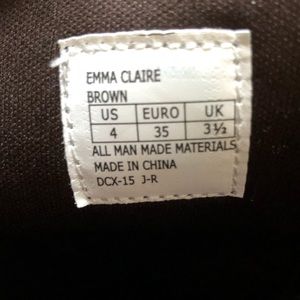 EMMA CLAIRE
BROWN
US EURO UK
4 35 3½
ALL MAN MADE MATERIALS
MADE IN CHINA
DCX-15 J-R